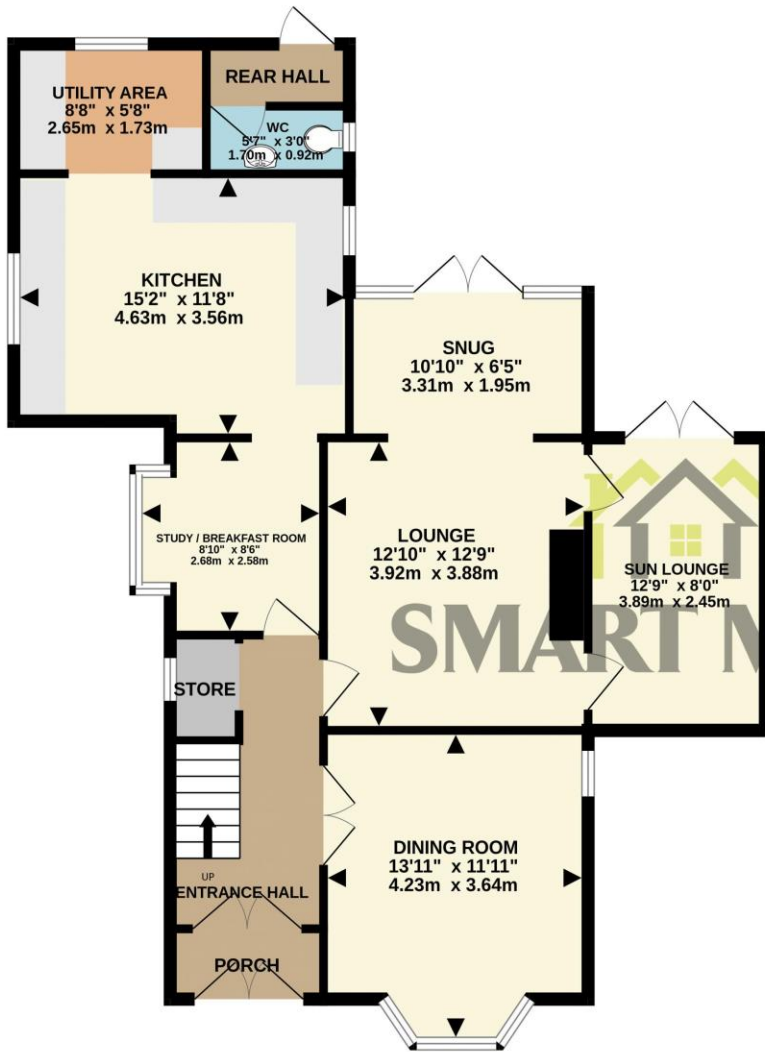 REAR HALL
UTILITY AREA
8'8" x 5'8"
2.65m x 1.73m
WC
5'7" x 3'0"
1.70m x 0.92m
KITCHEN
15'2" x 11'8"
4.63m x 3.56m
SNUG
10'10" x 6'5"
3.31m x 1.95m
STUDY / BREAKFAST ROOM
8'10" x 8'6"
2.68m x 2.58m
LOUNGE
12'10" x 12'9"
3.92m x 3.88m
SUN LOUNGE
12'9" x 8'0"
3.89m x 2.45m
SMART M
STORE
DINING ROOM
13'11" x 11'11"
4.23m x 3.64m
UP
ENTRANCE HALL
PORCH